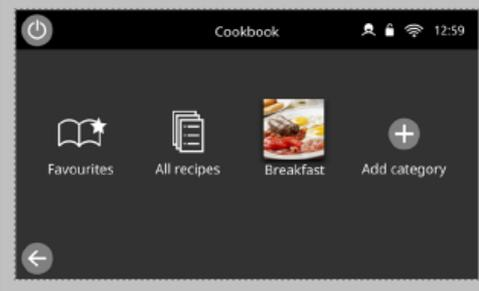 Cookbook
12:59
Favourites
All recipes
Breakfast
Add category